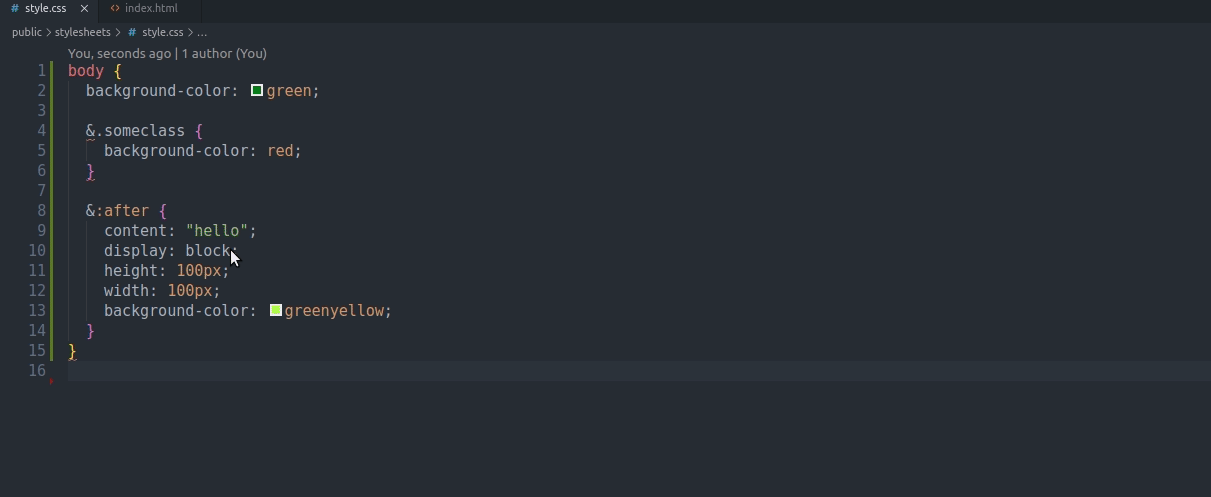 # style.css × <> index.html
public > stylesheets > # style.css > ...
You, seconds ago | 1 author (You)
1 body {
2 background-color: green;
3
4 &.someclass {
5 background-color: red;
6 }
7
8 &:after {
9 content: "hello";
10 display: block;
11 height: 100px;
12 width: 100px;
13 background-color: greenyellow;
14 }
15 }
16